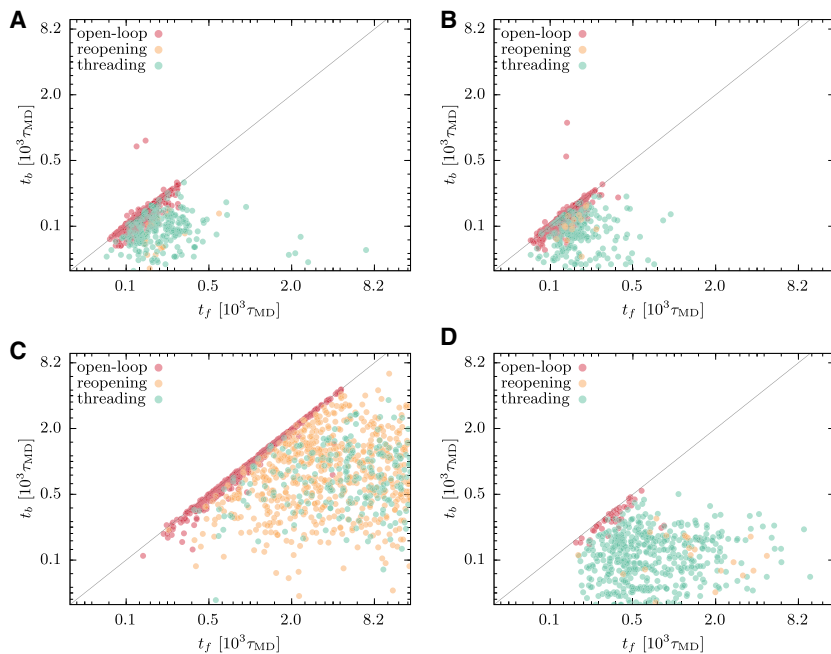 A
open-loop
reopening
threading
8.2
2.0
0.5
0.1
t_b [10^3 τ_MD]
0.1 0.5 2.0 8.2
t_f [10^3 τ_MD]
B
open-loop
reopening
threading
8.2
2.0
0.5
0.1
t_b [10^3 τ_MD]
0.1 0.5 2.0 8.2
t_f [10^3 τ_MD]
C
open-loop
reopening
threading
8.2
2.0
0.5
0.1
t_b [10^3 τ_MD]
0.1 0.5 2.0 8.2
t_f [10^3 τ_MD]
D
open-loop
reopening
threading
8.2
2.0
0.5
0.1
t_b [10^3 τ_MD]
0.1 0.5 2.0 8.2
t_f [10^3 τ_MD]